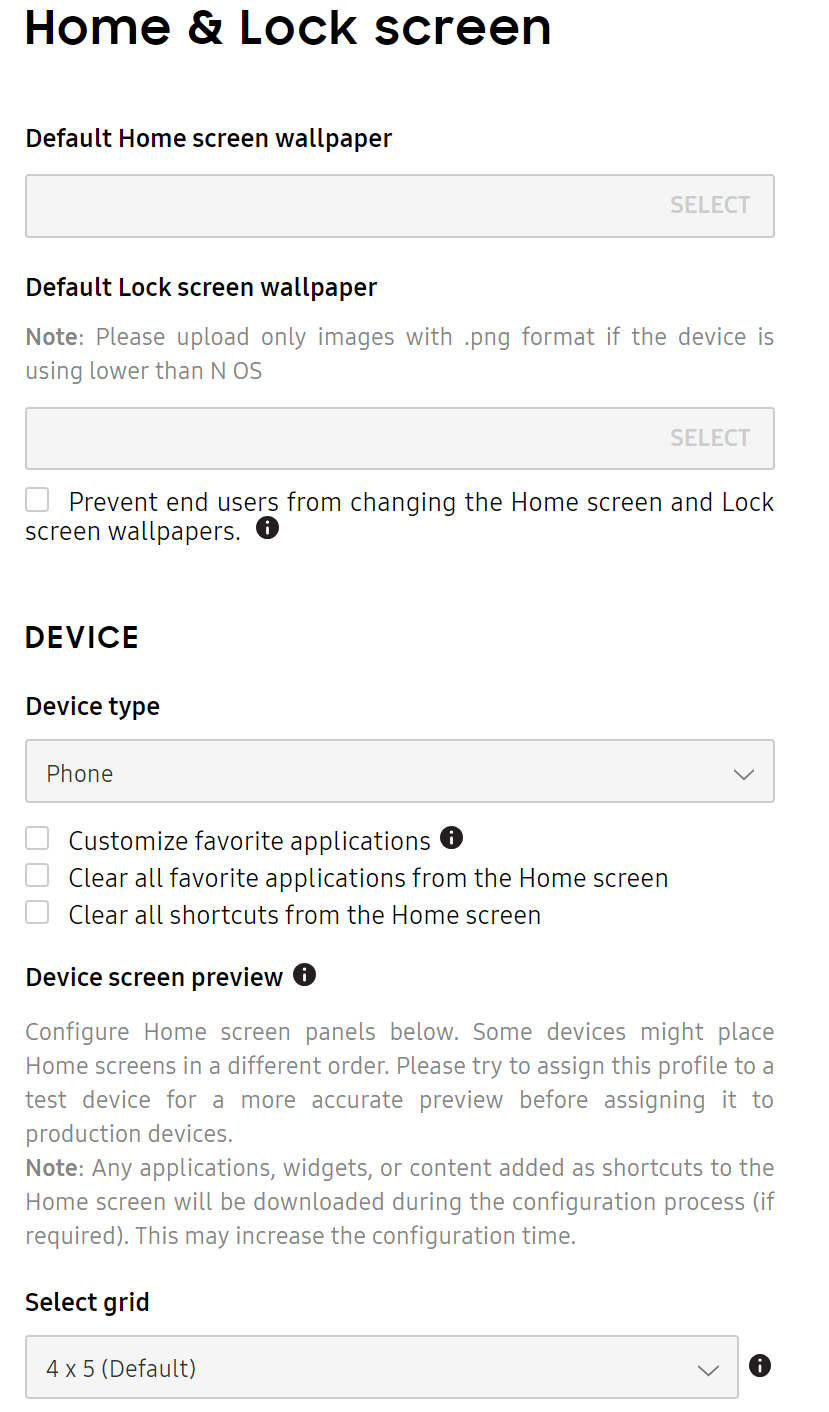 Home & Lock screen
Default Home screen wallpaper
SELECT
Default Lock screen wallpaper
Note: Please upload only images with .png format if the device is
using lower than N OS
SELECT
Prevent end users from changing the Home screen and Lock
screen wallpapers.
DEVICE
Device type
Phone
Customize favorite applications
Clear all favorite applications from the Home screen
Clear all shortcuts from the Home screen
Device screen preview
Configure Home screen panels below. Some devices might place
Home screens in a different order. Please try to assign this profile to a
test device for a more accurate preview before assigning it to
production devices.
Note: Any applications, widgets, or content added as shortcuts to the
Home screen will be downloaded during the configuration process (if
required). This may increase the configuration time.
Select grid
4 x 5 (Default)